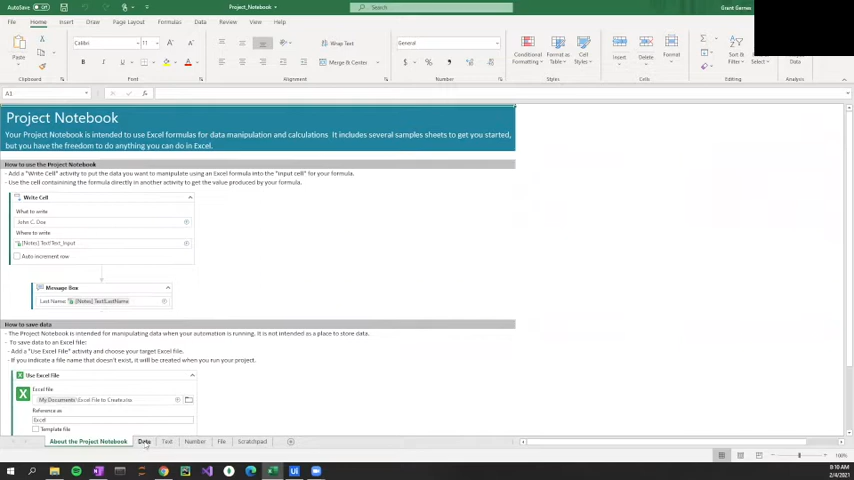 AutoSave
Project_Notebook
Search
Grant Garnes
File Home Insert Draw Page Layout Formulas Data Review View Help
Paste
Calibri 11
Wrap Text
Merge & Center
General
Conditional Formatting
Format as Table
Cell Styles
Insert Delete Format
Sort & Filter
Data
Clipboard Font Alignment Number Styles Cells Editing
A1
Project Notebook
Your Project Notebook is intended to use Excel formulas for data manipulation and calculations It includes several samples sheets to get you started,
but you have the freedom to do anything you can do in Excel.
How to use the Project Notebook
- Add a "Write Cell" activity to put the data you want to manipulate using an Excel formula into the "input cell" for your formula.
- Use the cell containing the formula directly in another activity to get the value produced by your formula.
Write Cell
What to write
John C. Dox
Where to write
[Notes] Text!Text_Input
Auto increment row
Message Box
Last Name: [Notes] Text!LastName
How to save data
- The Project Notebook is intended for manipulating data when your automation is running. It is not intended as a place to store data.
- To save data to an Excel file:
- Add a "Use Excel File" activity and choose your target Excel file.
- If you indicate a file name that doesn't exist, it will be created when you run your project.
Use Excel File
Excel file
My Documents \Excel File to Create.xlsx
Reference as
Excel
Template file
About the Project Notebook Data Text Number File Scratchpad
100%
8:10 AM
2/4/2021